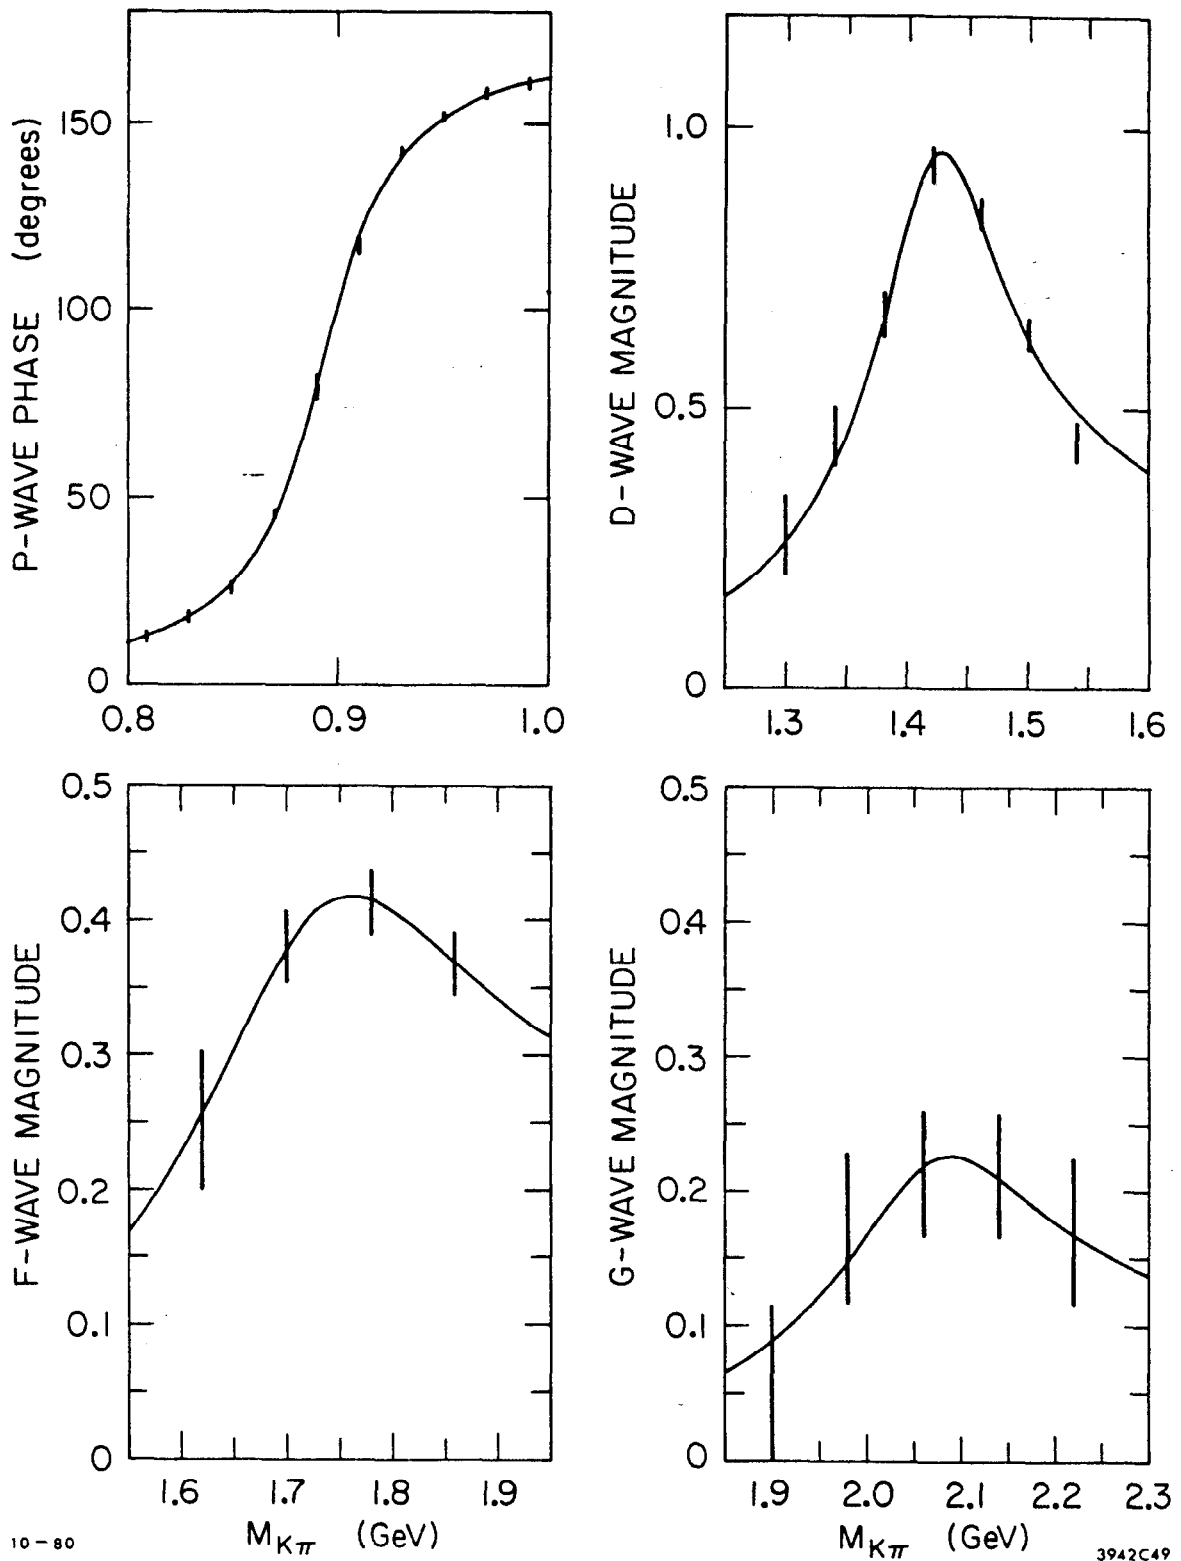 P-WAVE PHASE (degrees)
150
100
50
0
0.8 0.9 1.0
D-WAVE MAGNITUDE
1.0
0.5
0
1.3 1.4 1.5 1.6
F-WAVE MAGNITUDE
0.5
0.4
0.3
0.2
0.1
0
1.6 1.7 1.8 1.9
M_Kπ (GeV)
G-WAVE MAGNITUDE
0.5
0.4
0.3
0.2
0.1
0
1.9 2.0 2.1 2.2 2.3
M_Kπ (GeV)
10-80
3942C49